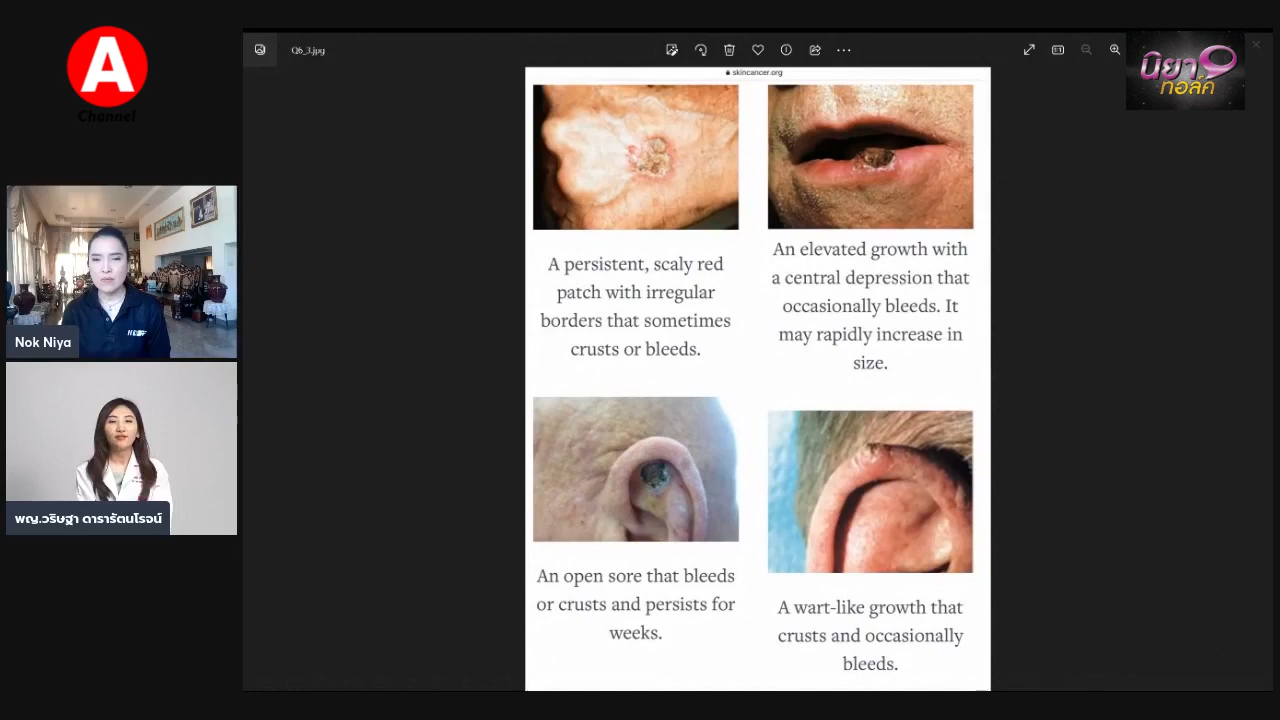 A
Channel
Q6_3.jpg
นิยา
ทอล์ค
skincancer.org
Nok Niya
พญ.วริษฐา ดารารัตนโรจน์
A persistent, scaly red
patch with irregular
borders that sometimes
crusts or bleeds.
An elevated growth with
a central depression that
occasionally bleeds. It
may rapidly increase in
size.
An open sore that bleeds
or crusts and persists for
weeks.
A wart-like growth that
crusts and occasionally
bleeds.